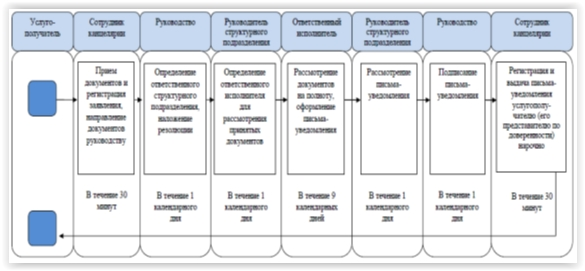 Услуго-
получатель
Сотрудник
канцелярии
Руководство
Руководитель
структурного
подразделения
Ответственный
исполнитель
Руководитель
структурного
подразделения
Руководство
Сотрудник
канцелярии
Прием
документов и
регистрация
заявления,
направление
документов
руководству
Определение
ответственного
структурного
подразделения,
наложение
резолюции
Определение
ответственного
исполнителя
для
рассмотрения
принятых
документов
Рассмотрение
документов
на полноту,
оформление
письма-
уведомления
Рассмотрение
письма-
уведомления
Подписание
письма-
уведомления
Регистрация и
выдача письма-
уведомления
услугополу-
чателю (его
представителю по
доверенности)
нарочно
В течение 30
минут
В течение 1
календарного
дня
В течение 1
календарного
дня
В течение 9
календарных
дней
В течение 1
календарного
дня
В течение 1
календарного
дня
В течение 30
минут